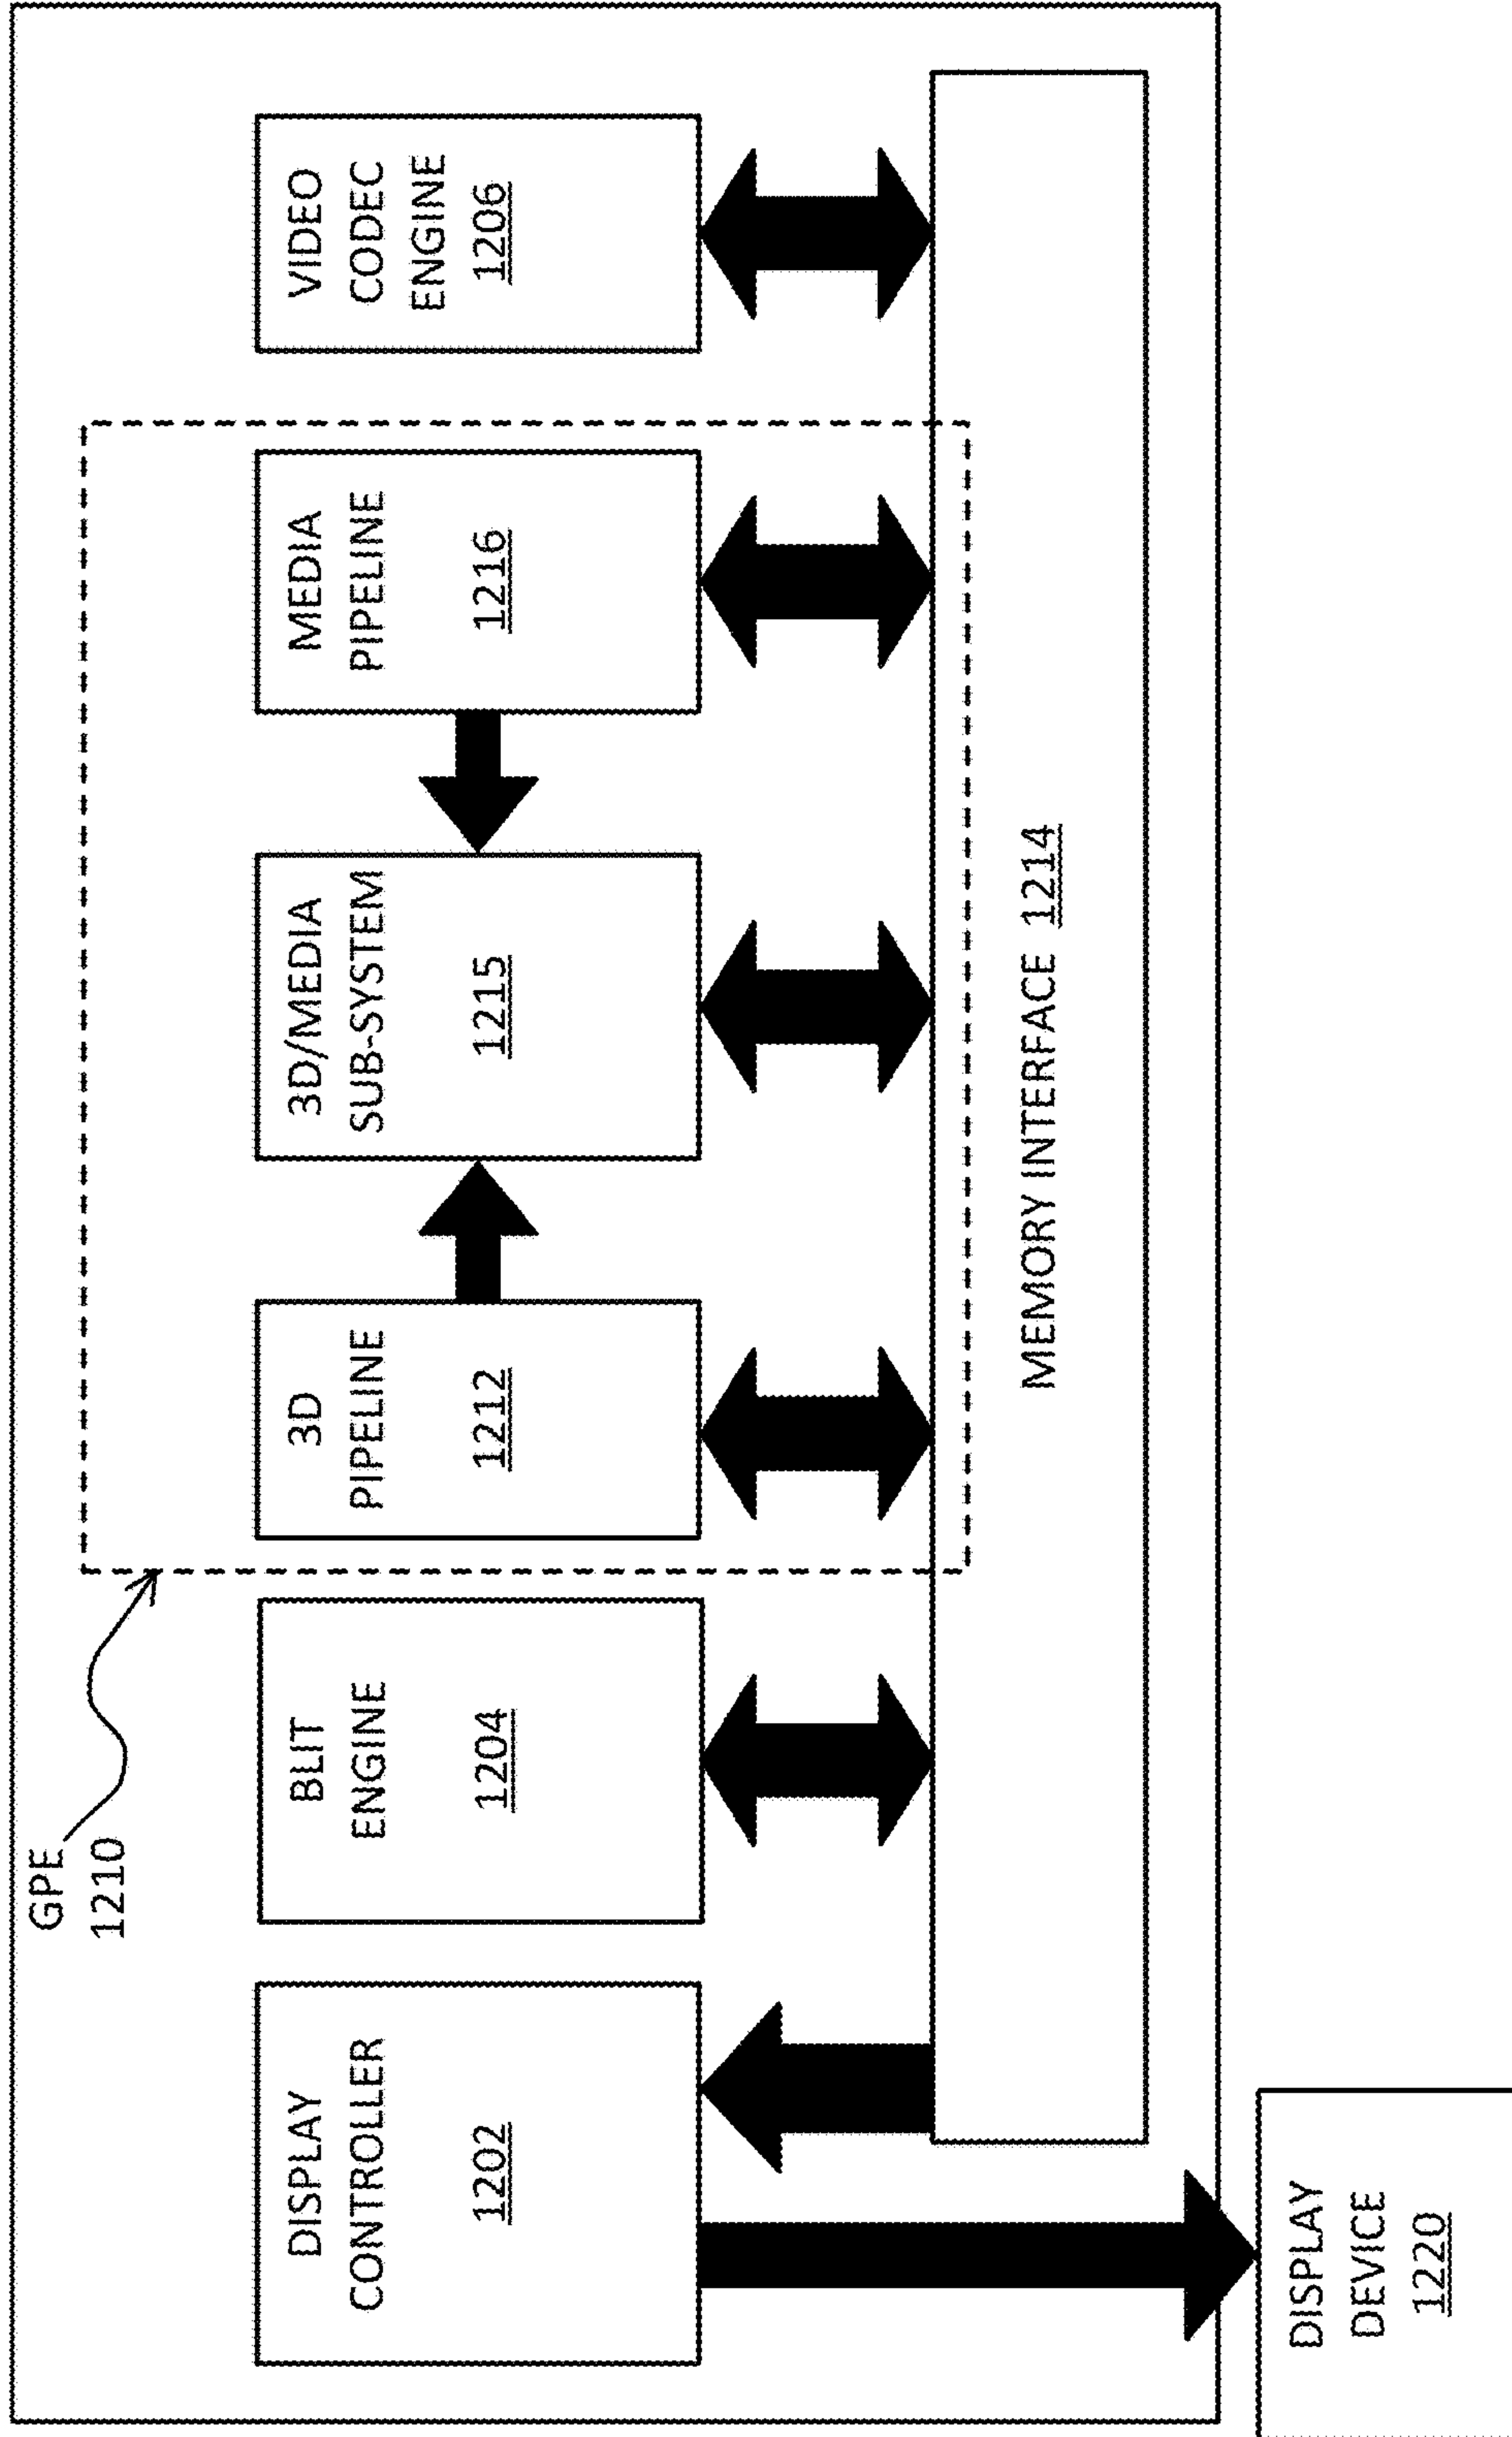 GPE
1210
DISPLAY
CONTROLLER
1202
BLIT
ENGINE
1204
3D
PIPELINE
1212
3D/MEDIA
SUB-SYSTEM
1215
MEDIA
PIPELINE
1216
VIDEO
CODEC
ENGINE
1206
MEMORY INTERFACE 1214
DISPLAY
DEVICE
1220